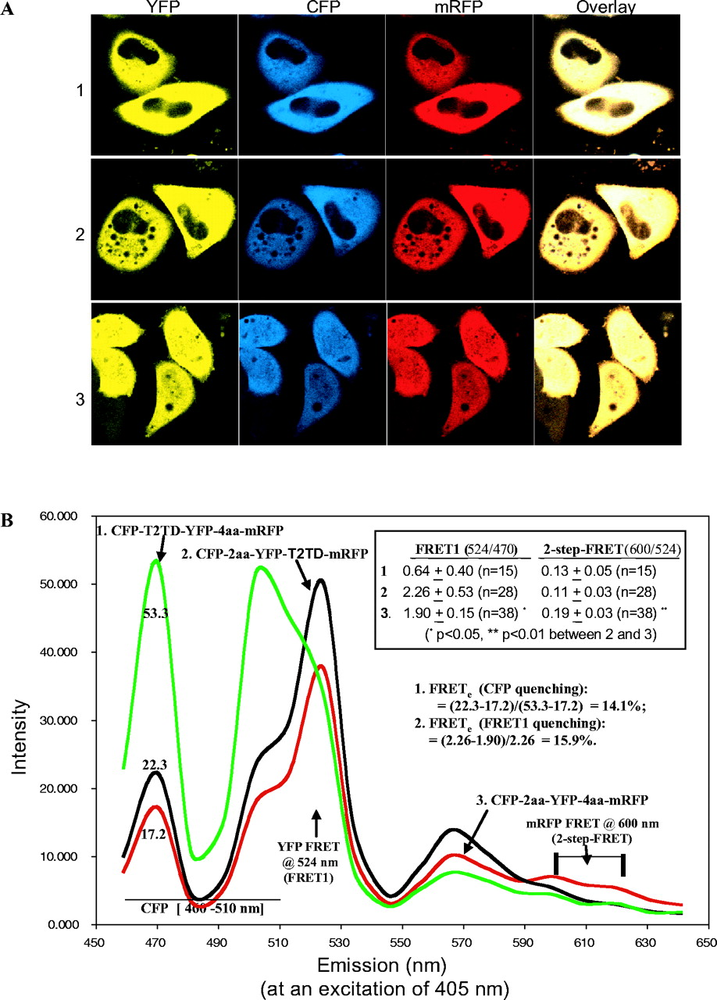 A
YFP CFP mRFP Overlay
1
2
3
B
60.000
50.000
40.000
30.000
20.000
10.000
0.000
Intensity
1. CFP-T2TD-YFP-4aa-mRFP
2. CFP-2aa-YFP-T2TD-mRFP
53.3
22.3
17.2
FRET1 (524/470) 2-step-FRET(600/524)
1 0.64 + 0.40 (n=15) 0.13 + 0.05 (n=15)
2 2.26 + 0.53 (n=28) 0.11 + 0.03 (n=28)
3. 1.90 + 0.15 (n=38) * 0.19 + 0.03 (n=38) **
(* p<0.05, ** p<0.01 between 2 and 3)
1. FRETe (CFP quenching):
= (22.3-17.2)/(53.3-17.2) = 14.1%;
2. FRETe (FRET1 quenching):
= (2.26-1.90)/2.26 = 15.9%.
3. CFP-2aa-YFP-4aa-mRFP
mRFP FRET @ 600 nm
(2-step-FRET)
YFP FRET
@ 524 nm
(FRET1)
CFP [ 460 -510 nm]
450 470 490 510 530 550 570 590 610 630 650
Emission (nm)
(at an excitation of 405 nm)